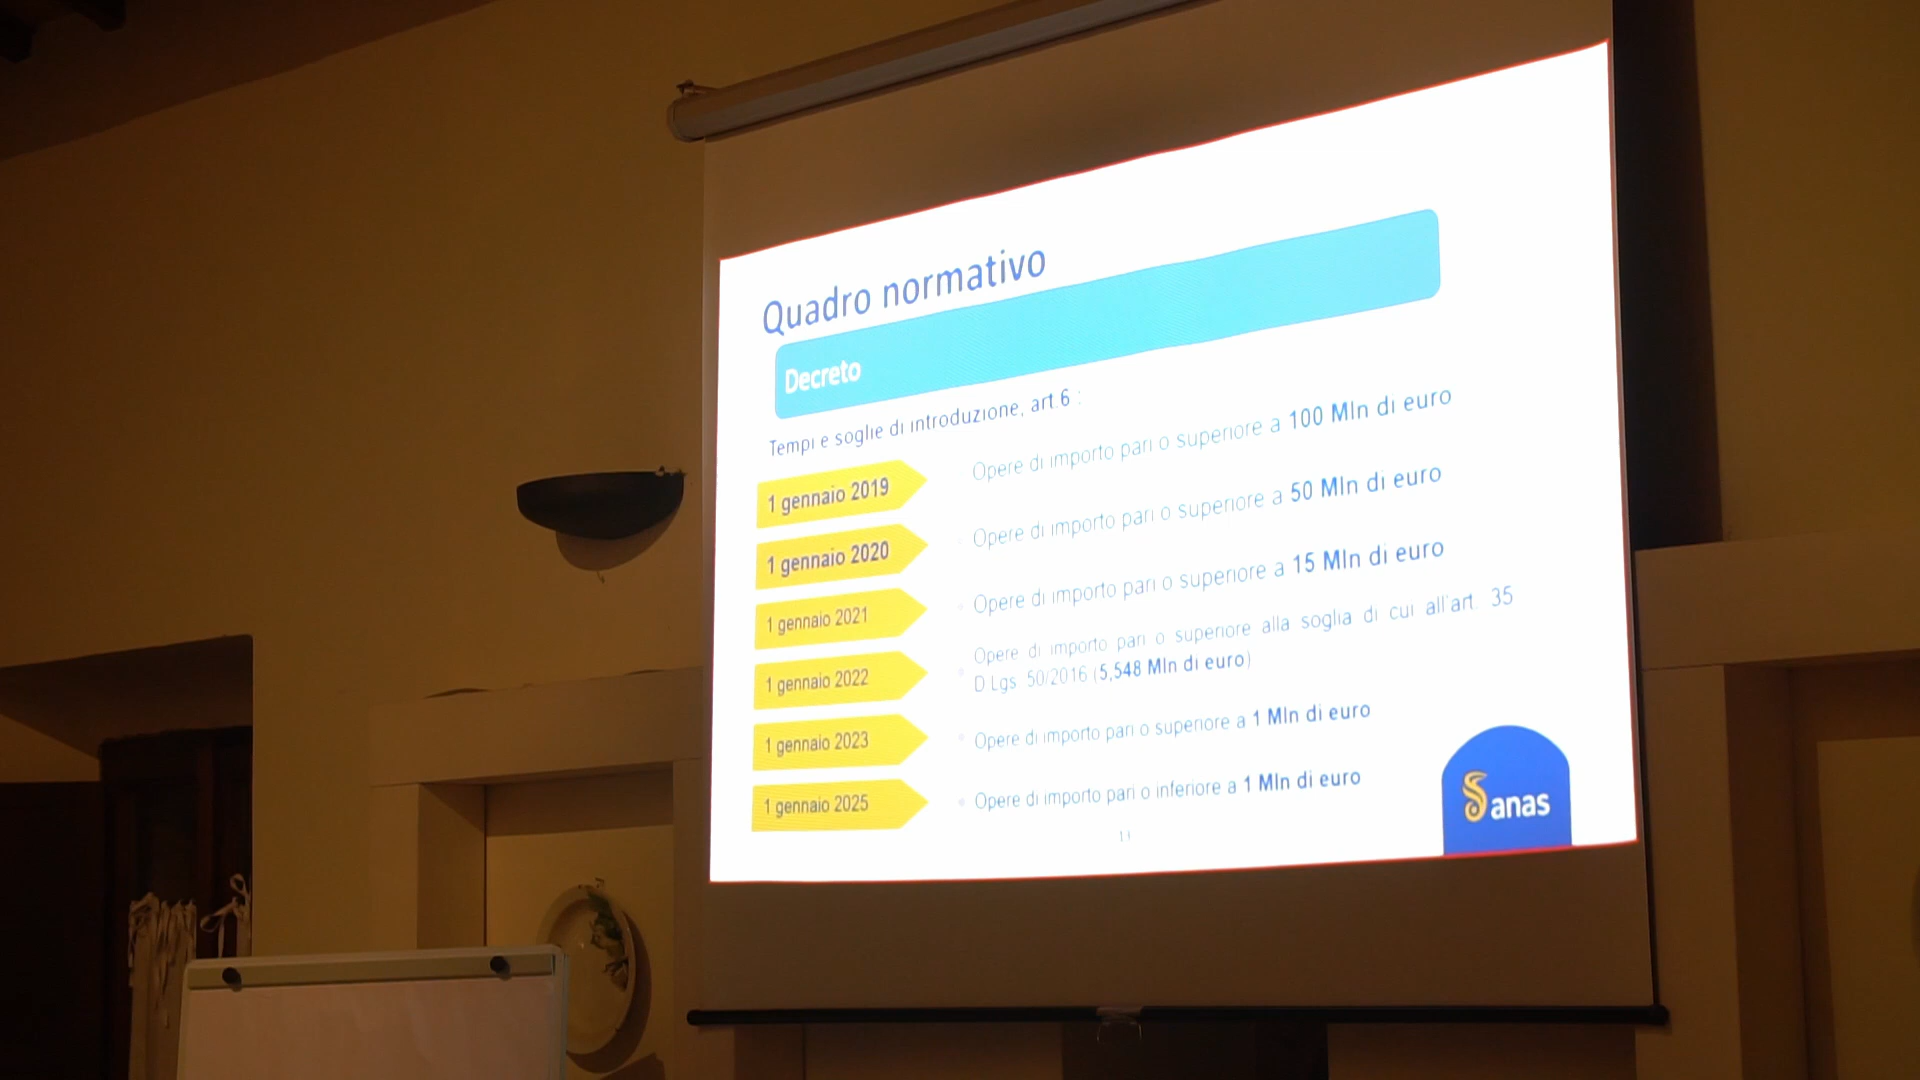 Quadro normativo
Decreto
Tempi e soglie di introduzione, art.6 :
1 gennaio 2019
Opere di importo pari o superiore a 100 Mln di euro
1 gennaio 2020
Opere di importo pari o superiore a 50 Mln di euro
1 gennaio 2021
Opere di importo pari o superiore a 15 Mln di euro
1 gennaio 2022
Opere di importo pari o superiore alla soglia di cui all'art. 35
D.Lgs. 50/2016 (5,548 Mln di euro)
1 gennaio 2023
Opere di importo pari o superiore a 1 Mln di euro
1 gennaio 2025
Opere di importo pari o inferiore a 1 Mln di euro
11
anas